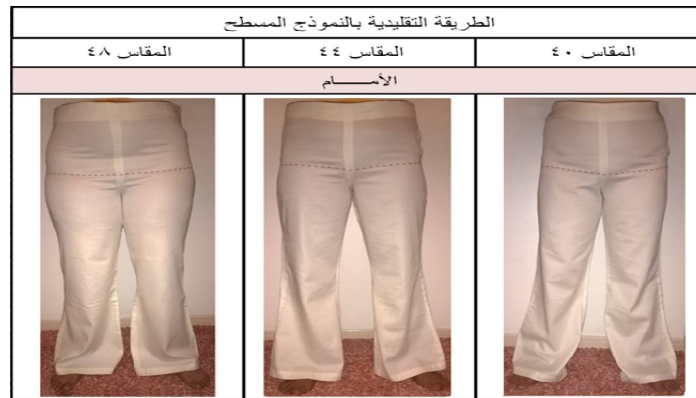 الطريقة التقليدية بالنموذج المسطح
المقاس ٤٠
المقاس ٤٤
المقاس ٤٨
الأمـــــام